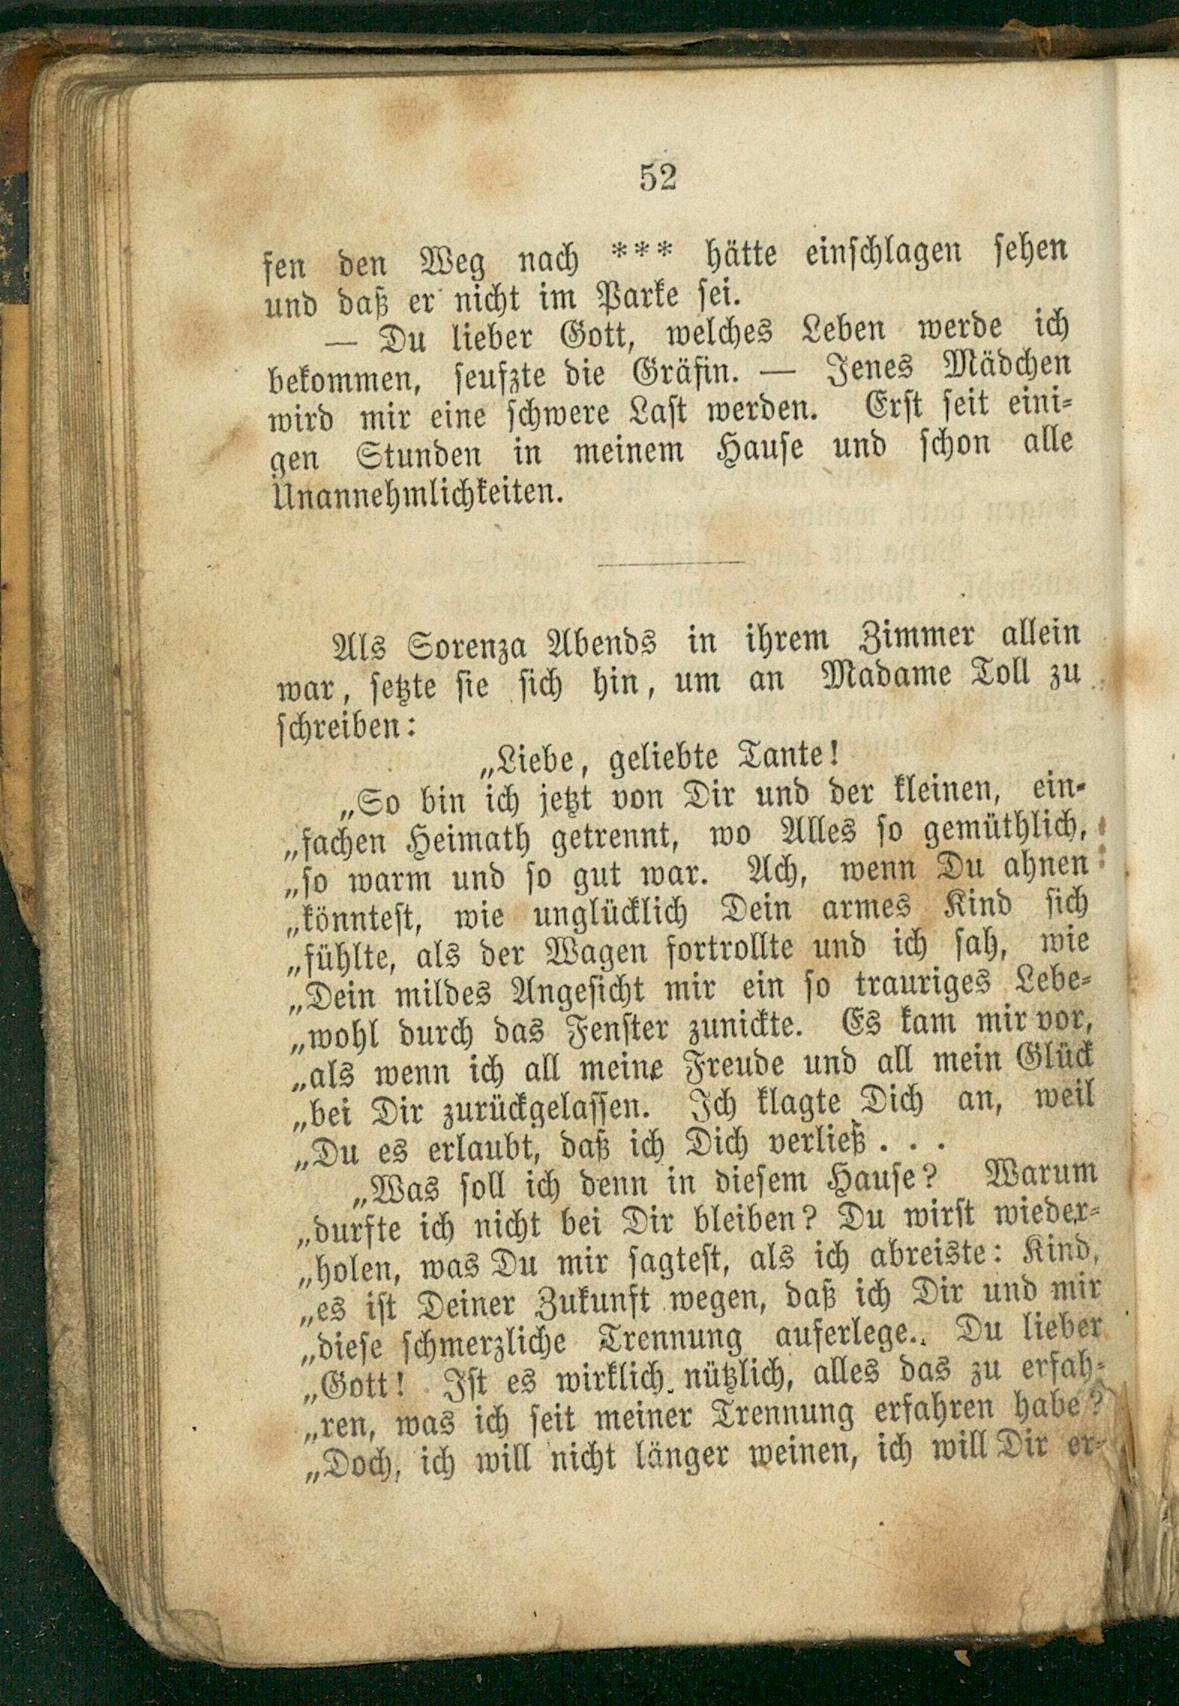 52
fen den Weg nach *** hätte einschlagen sehen
und daß er nicht im Parke sei.
— Du lieber Gott, welches Leben werde ich
bekommen, seufzte die Gräfin. — Jenes Mädchen
wird mir eine schwere Last werden. Erst seit eini-
gen Stunden in meinem Hause und schon alle
Unannehmlichkeiten.
Als Sorenza Abends in ihrem Zimmer allein
war, setzte sie sich hin, um an Madame Toll zu
schreiben:
„Liebe, geliebte Tante!
„So bin ich jetzt von Dir und der kleinen, ein-
„fachen Heimath getrennt, wo Alles so gemüthlich,
„so warm und so gut war. Ach, wenn Du ahnen
„könntest, wie unglücklich Dein armes Kind sich
„fühlte, als der Wagen fortrollte und ich sah, wie
„Dein mildes Angesicht mir ein so trauriges Lebe-
„wohl durch das Fenster zunickte. Es kam mir vor,
„als wenn ich all meine Freude und all mein Glück
„bei Dir zurückgelassen. Ich klagte Dich an, weil
„Du es erlaubt, daß ich Dich verließ . . .
„Was soll ich denn in diesem Hause? Warum
„durfte ich nicht bei Dir bleiben? Du wirst wieder-
„holen, was Du mir sagtest, als ich abreiste: Kind,
„es ist Deiner Zukunft wegen, daß ich Dir und mir
„diese schmerzliche Trennung auferlege.. Du lieber
„Gott! Ist es wirklich nützlich, alles das zu erfah-
„ren, was ich seit meiner Trennung erfahren habe?
„Doch, ich will nicht länger weinen, ich will Dir er-